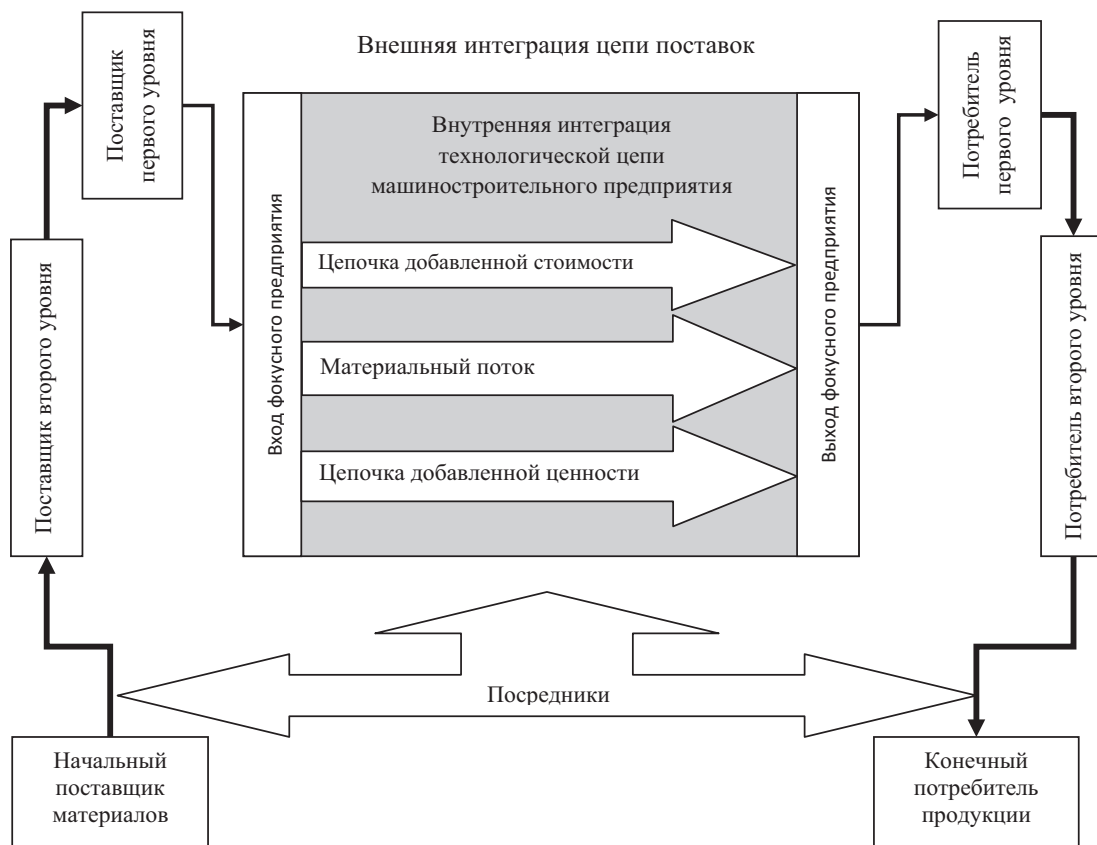 Внешняя интеграция цепи поставок
Поставщик
первого уровня
Потребитель
первого уровня
Внутренняя интеграция
технологической цепи
машиностроительного предприятия
Поставщик второго уровня
Вход фокусного предприятия
Цепочка добавленной стоимости
Материальный поток
Цепочка добавленной ценности
Выход фокусного предприятия
Потребитель второго уровня
Посредники
Начальный
поставщик
материалов
Конечный
потребитель
продукции